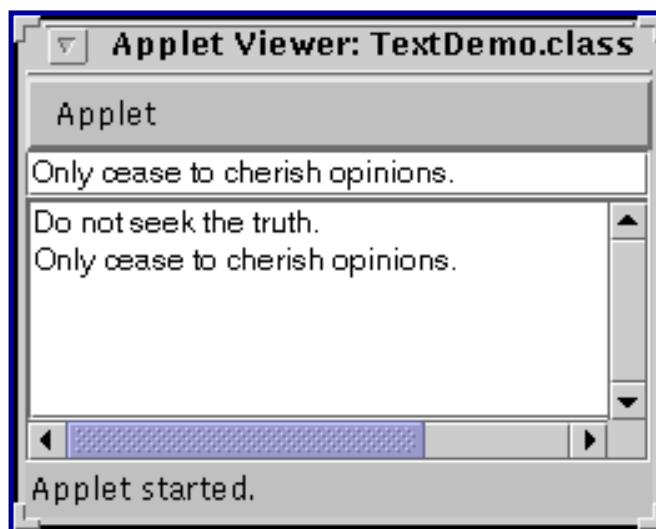 Applet Viewer: TextDemo.class
Applet
Only cease to cherish opinions.
Do not seek the truth.
Only cease to cherish opinions.
Applet started.